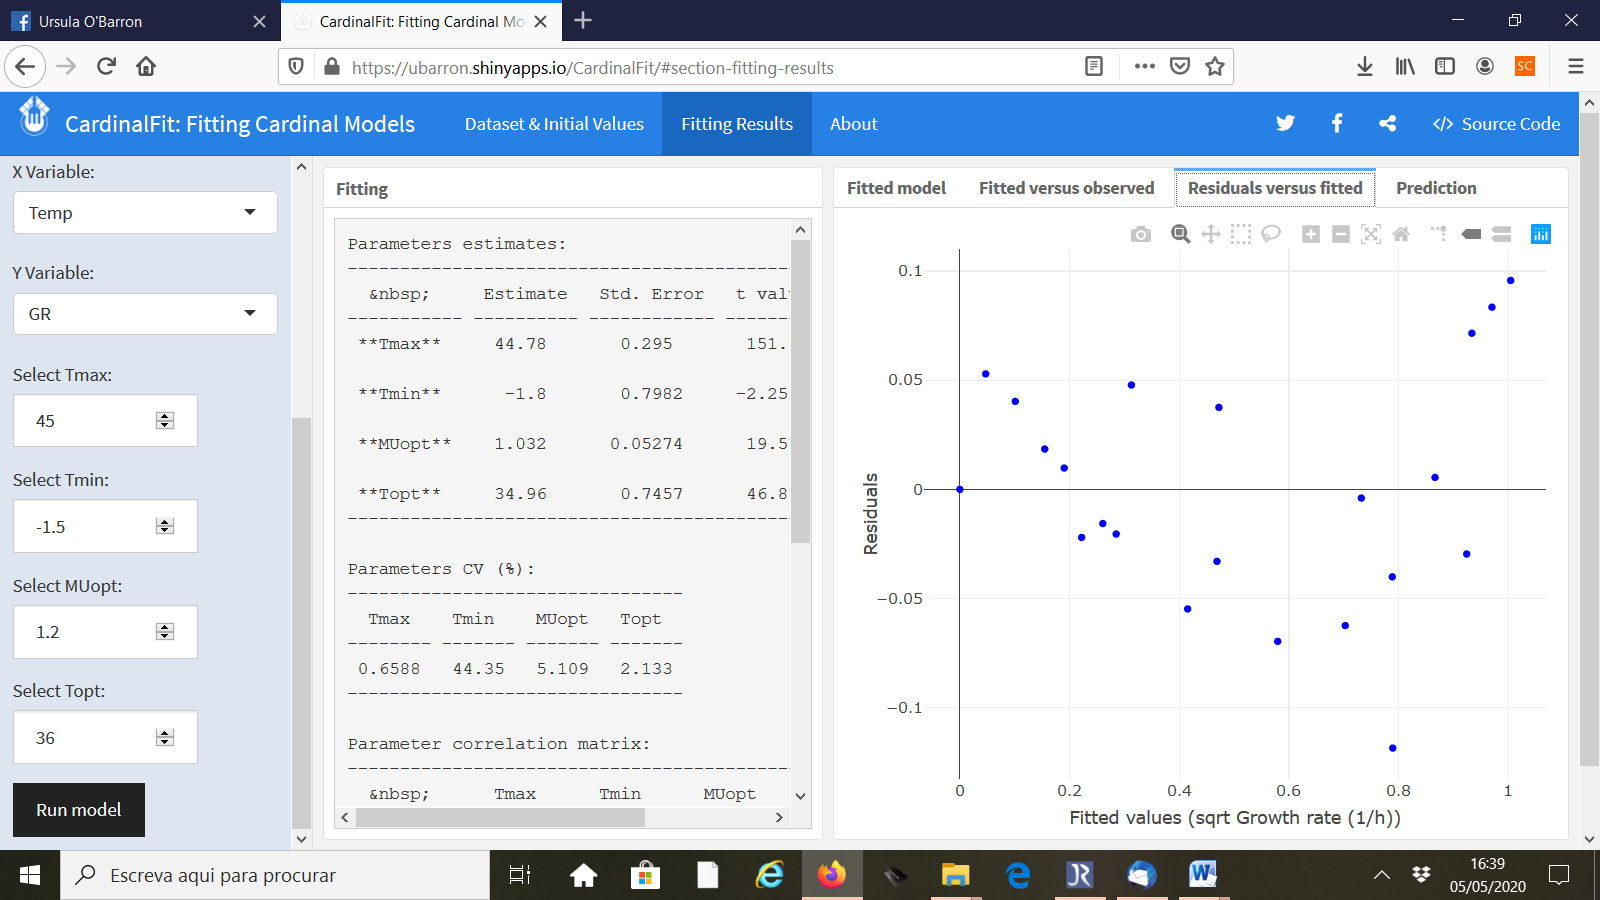 Ursula O'Barron
CardinalFit: Fitting Cardinal Mo
https://ubarron.shinyapps.io/CardinalFit/#section-fitting-results
SC
CardinalFit: Fitting Cardinal Models
Dataset & Initial Values
Fitting Results
About
</> Source Code
X Variable:
Temp
Y Variable:
GR
Select Tmax:
45
Select Tmin:
-1.5
Select MUopt:
1.2
Select Topt:
36
Run model
Fitting
Parameters estimates:
&nbsp; Estimate Std. Error t val
**Tmax** 44.78 0.295 151.
**Tmin** -1.8 0.7982 -2.25
**MUopt** 1.032 0.05274 19.5
**Topt** 34.96 0.7457 46.8
Parameters CV (%):
Tmax Tmin MUopt Topt
0.6588 44.35 5.109 2.133
Parameter correlation matrix:
&nbsp; Tmax Tmin MUopt
Fitted model
Fitted versus observed
Residuals versus fitted
Prediction
0.1
0.05
0
−0.05
−0.1
Residuals
0 0.2 0.4 0.6 0.8 1
Fitted values (sqrt Growth rate (1/h))
Escreva aqui para procurar
16:39
05/05/2020